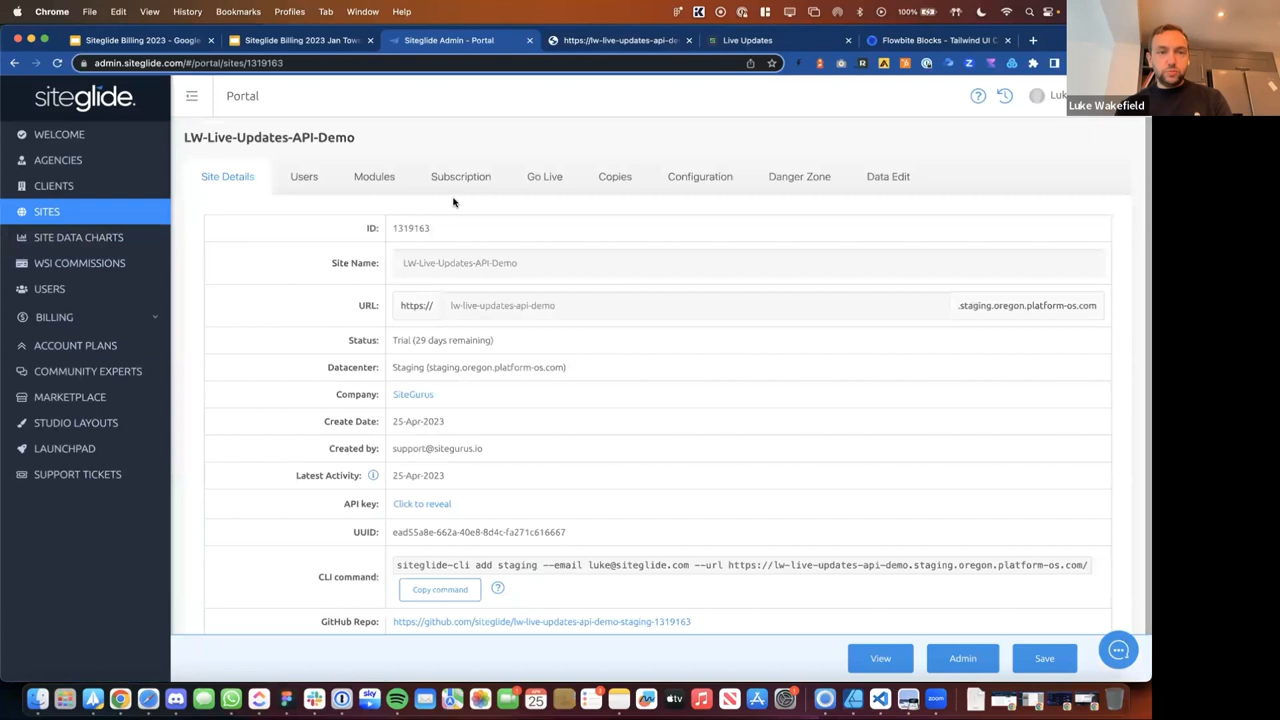 Chrome File Edit View History Bookmarks Profiles Tab Window Help
100%
Siteglide Billing 2023 - Google
Siteglide Billing 2023 Jan Town
Siteglide Admin - Portal
https://lw-live-updates-api-de
Live Updates
Flowbite Blocks - Tailwind UI C
admin.siteglide.com/#/portal/sites/1319163
siteglide.
Portal
Luke Wakefield
LW-Live-Updates-API-Demo
WELCOME
AGENCIES
CLIENTS
SITES
SITE DATA CHARTS
WSI COMMISSIONS
USERS
BILLING
ACCOUNT PLANS
COMMUNITY EXPERTS
MARKETPLACE
STUDIO LAYOUTS
LAUNCHPAD
SUPPORT TICKETS
Site Details Users Modules Subscription Go Live Copies Configuration Danger Zone Data Edit
ID: 1319163
Site Name: LW-Live-Updates-API-Demo
URL: https:// lw-live-updates-api-demo .staging.oregon.platform-os.com
Status: Trial (29 days remaining)
Datacenter: Staging (staging.oregon.platform-os.com)
Company: SiteGurus
Create Date: 25-Apr-2023
Created by: support@sitegurus.io
Latest Activity: 25-Apr-2023
API key: Click to reveal
UUID: ead55a8e-662a-40e8-8d4c-fa271c616667
CLI command: siteglide-cli add staging --email luke@siteglide.com --url https://lw-live-updates-api-demo.staging.oregon.platform-os.com/
Copy command
GitHub Repo: https://github.com/siteglide/lw-live-updates-api-demo-staging-1319163
View Admin Save
APR
25
sky
tv
zoom